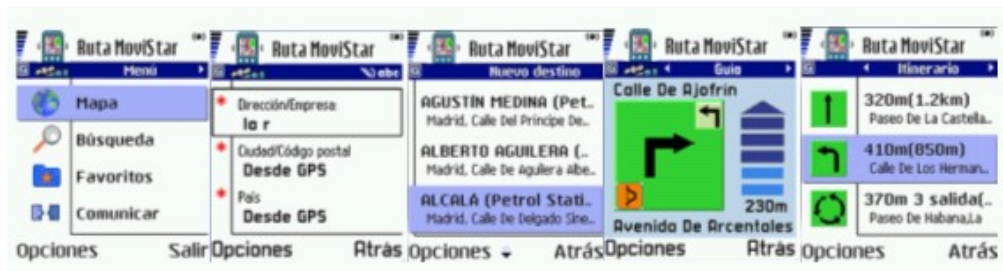 Ruta MoviStar
Menú
Mapa
Búsqueda
Favoritos
Comunicar
Opciones
Salir
Ruta MoviStar
abc
Dirección/Empresa:
la r
Ciudad/Código postal
Desde GPS
País
Desde GPS
Opciones
Atrás
Ruta MoviStar
Nuevo destino
AGUSTÍN MEDINA (Pet..
Madrid, Calle Del Príncipe De..
ALBERTO AGUILERA (..
Madrid, Calle De Aguilera Albe..
ALCALÁ (Petrol Stati..
Madrid, Calle De Delgado Sine..
Opciones
Atrás
Ruta MoviStar
Guía
Calle De Ajofrin
230m
Avenida De Arcentales
Opciones
Atrás
Ruta MoviStar
Itinerario
320m(1.2km)
Paseo De La Castella..
410m(850m)
Calle De Los Herman..
370m 3 salida(..
Paseo De Habana,La
Opciones
Atrás